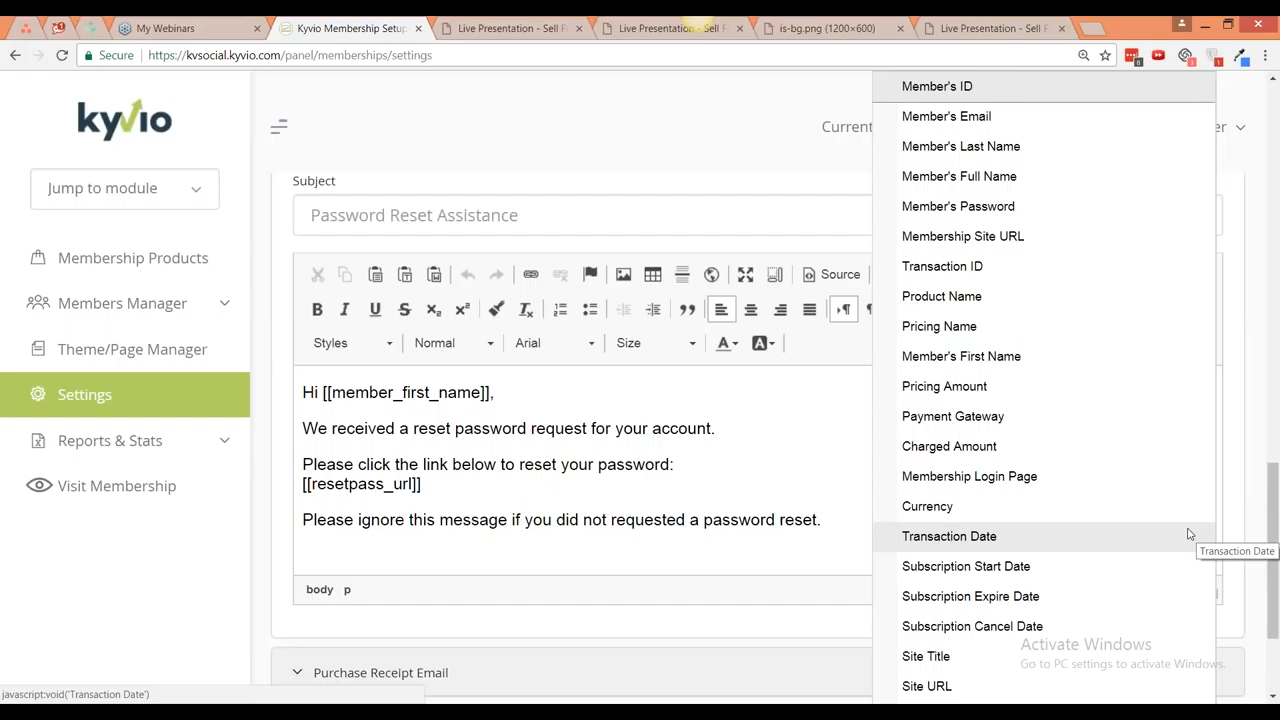 My Webinars
Kyvio Membership Setu
Live Presentation - Sell F
Live Presentation - Sell F
is-bg.png (1200×600)
Live Presentation - Sell F
Secure
https://kvsocial.kyvio.com/panel/memberships/settings
kyvio
Jump to module
Membership Products
Members Manager
Theme/Page Manager
Settings
Reports & Stats
Visit Membership
Current
er
Subject
Password Reset Assistance
Source
Styles
Normal
Arial
Size
Hi [[member_first_name]],
We received a reset password request for your account.
Please click the link below to reset your password:
[[resetpass_url]]
Please ignore this message if you did not requested a password reset.
body p
Purchase Receipt Email
Member's ID
Member's Email
Member's Last Name
Member's Full Name
Member's Password
Membership Site URL
Transaction ID
Product Name
Pricing Name
Member's First Name
Pricing Amount
Payment Gateway
Charged Amount
Membership Login Page
Currency
Transaction Date
Transaction Date
Subscription Start Date
Subscription Expire Date
Subscription Cancel Date
Site Title
Site URL
Activate Windows
Go to PC settings to activate Windows.
javascript:void('Transaction Date')